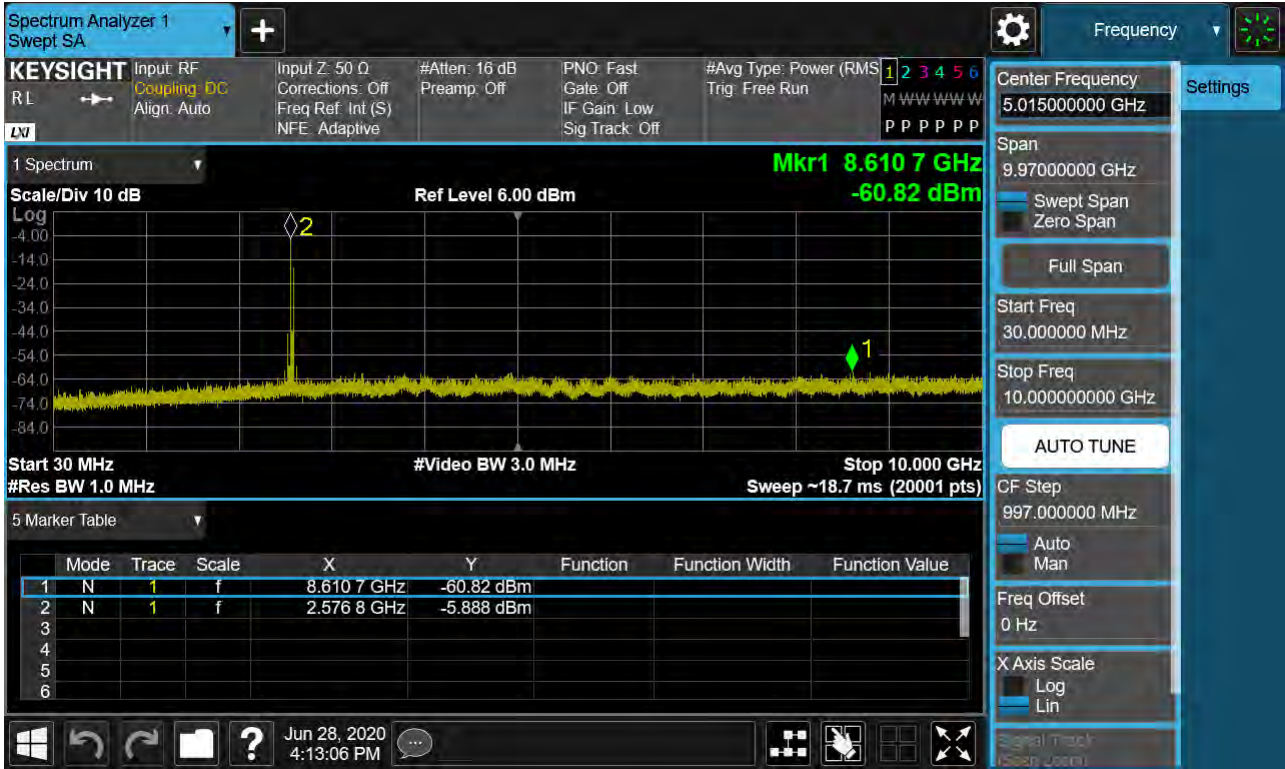 Spectrum Analyzer 1
Swept SA
+
Frequency
KEYSIGHT
R L
LXI
Input: RF
Coupling: DC
Align: Auto
Input Z: 50 Ω
Corrections: Off
Freq Ref: Int (S)
NFE: Adaptive
#Atten: 16 dB
Preamp: Off
PNO: Fast
Gate: Off
IF Gain: Low
Sig Track: Off
#Avg Type: Power (RMS
Trig: Free Run
1 2 3 4 5 6
M W W W W W
P P P P P P
1 Spectrum
Scale/Div 10 dB
Ref Level 6.00 dBm
Mkr1 8.610 7 GHz
-60.82 dBm
Log
-4.00
-14.0
-24.0
-34.0
-44.0
-54.0
-64.0
-74.0
-84.0
2
1
Start 30 MHz
#Video BW 3.0 MHz
Stop 10.000 GHz
#Res BW 1.0 MHz
Sweep ~18.7 ms (20001 pts)
5 Marker Table
Mode Trace Scale X Y Function Function Width Function Value
1 N 1 f 8.610 7 GHz -60.82 dBm
2 N 1 f 2.576 8 GHz -5.888 dBm
3
4
5
6
?
Jun 28, 2020
4:13:06 PM
Center Frequency
5.015000000 GHz
Settings
Span
9.97000000 GHz
Swept Span
Zero Span
Full Span
Start Freq
30.000000 MHz
Stop Freq
10.000000000 GHz
AUTO TUNE
CF Step
997.000000 MHz
Auto
Man
Freq Offset
0 Hz
X Axis Scale
Log
Lin
Signal Track
(Span Zoom)